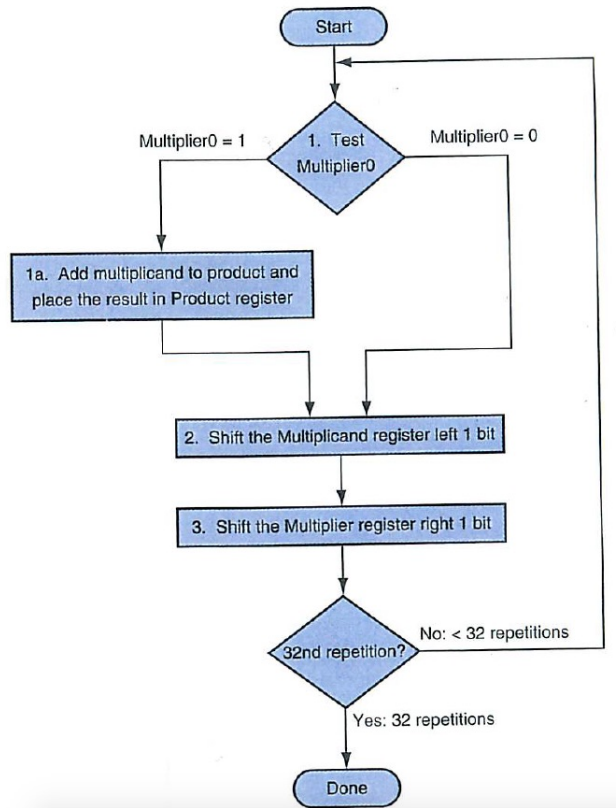 Start
Multiplier0 = 1
1. Test
Multiplier0
Multiplier0 = 0
1a. Add multiplicand to product and
place the result in Product register
2. Shift the Multiplicand register left 1 bit
3. Shift the Multiplier register right 1 bit
32nd repetition?
No: < 32 repetitions
Yes: 32 repetitions
Done